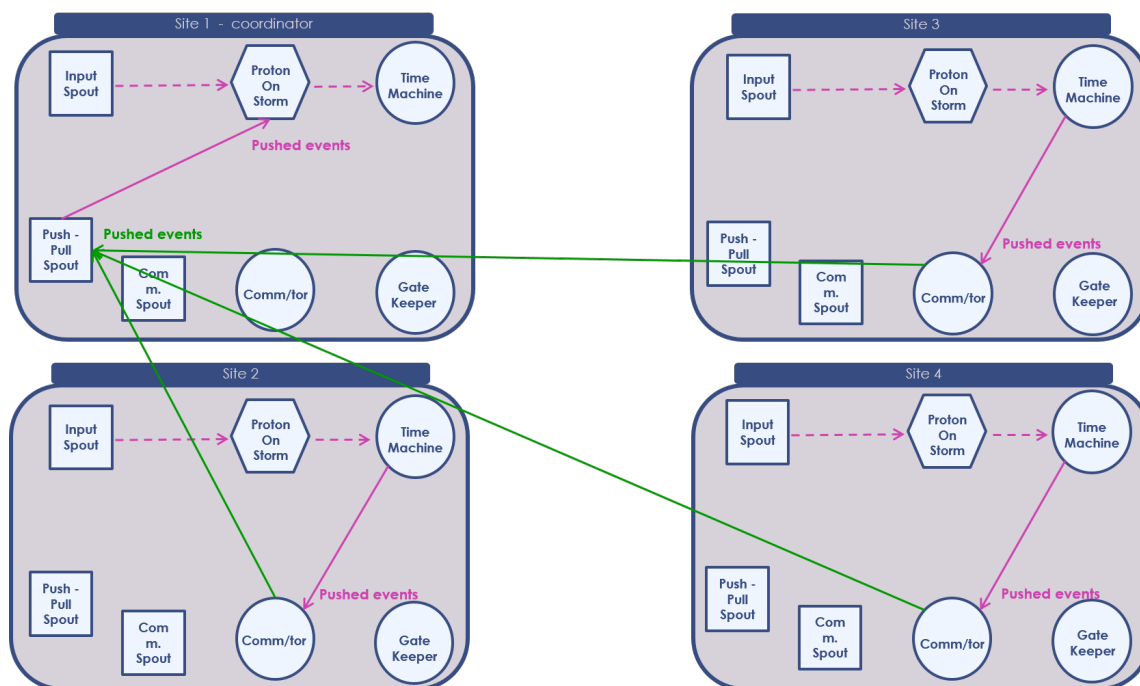 Site 1 - coordinator
Input
Spout
Proton
On
Storm
Time
Machine
Pushed events
Push -
Pull
Spout
Pushed events
Com
m.
Spout
Comm/tor
Gate
Keeper
Site 3
Input
Spout
Proton
On
Storm
Time
Machine
Pushed events
Push -
Pull
Spout
Com
m.
Spout
Comm/tor
Gate
Keeper
Site 2
Input
Spout
Proton
On
Storm
Time
Machine
Pushed events
Push -
Pull
Spout
Com
m.
Spout
Comm/tor
Gate
Keeper
Site 4
Input
Spout
Proton
On
Storm
Time
Machine
Pushed events
Push -
Pull
Spout
Com
m.
Spout
Comm/tor
Gate
Keeper